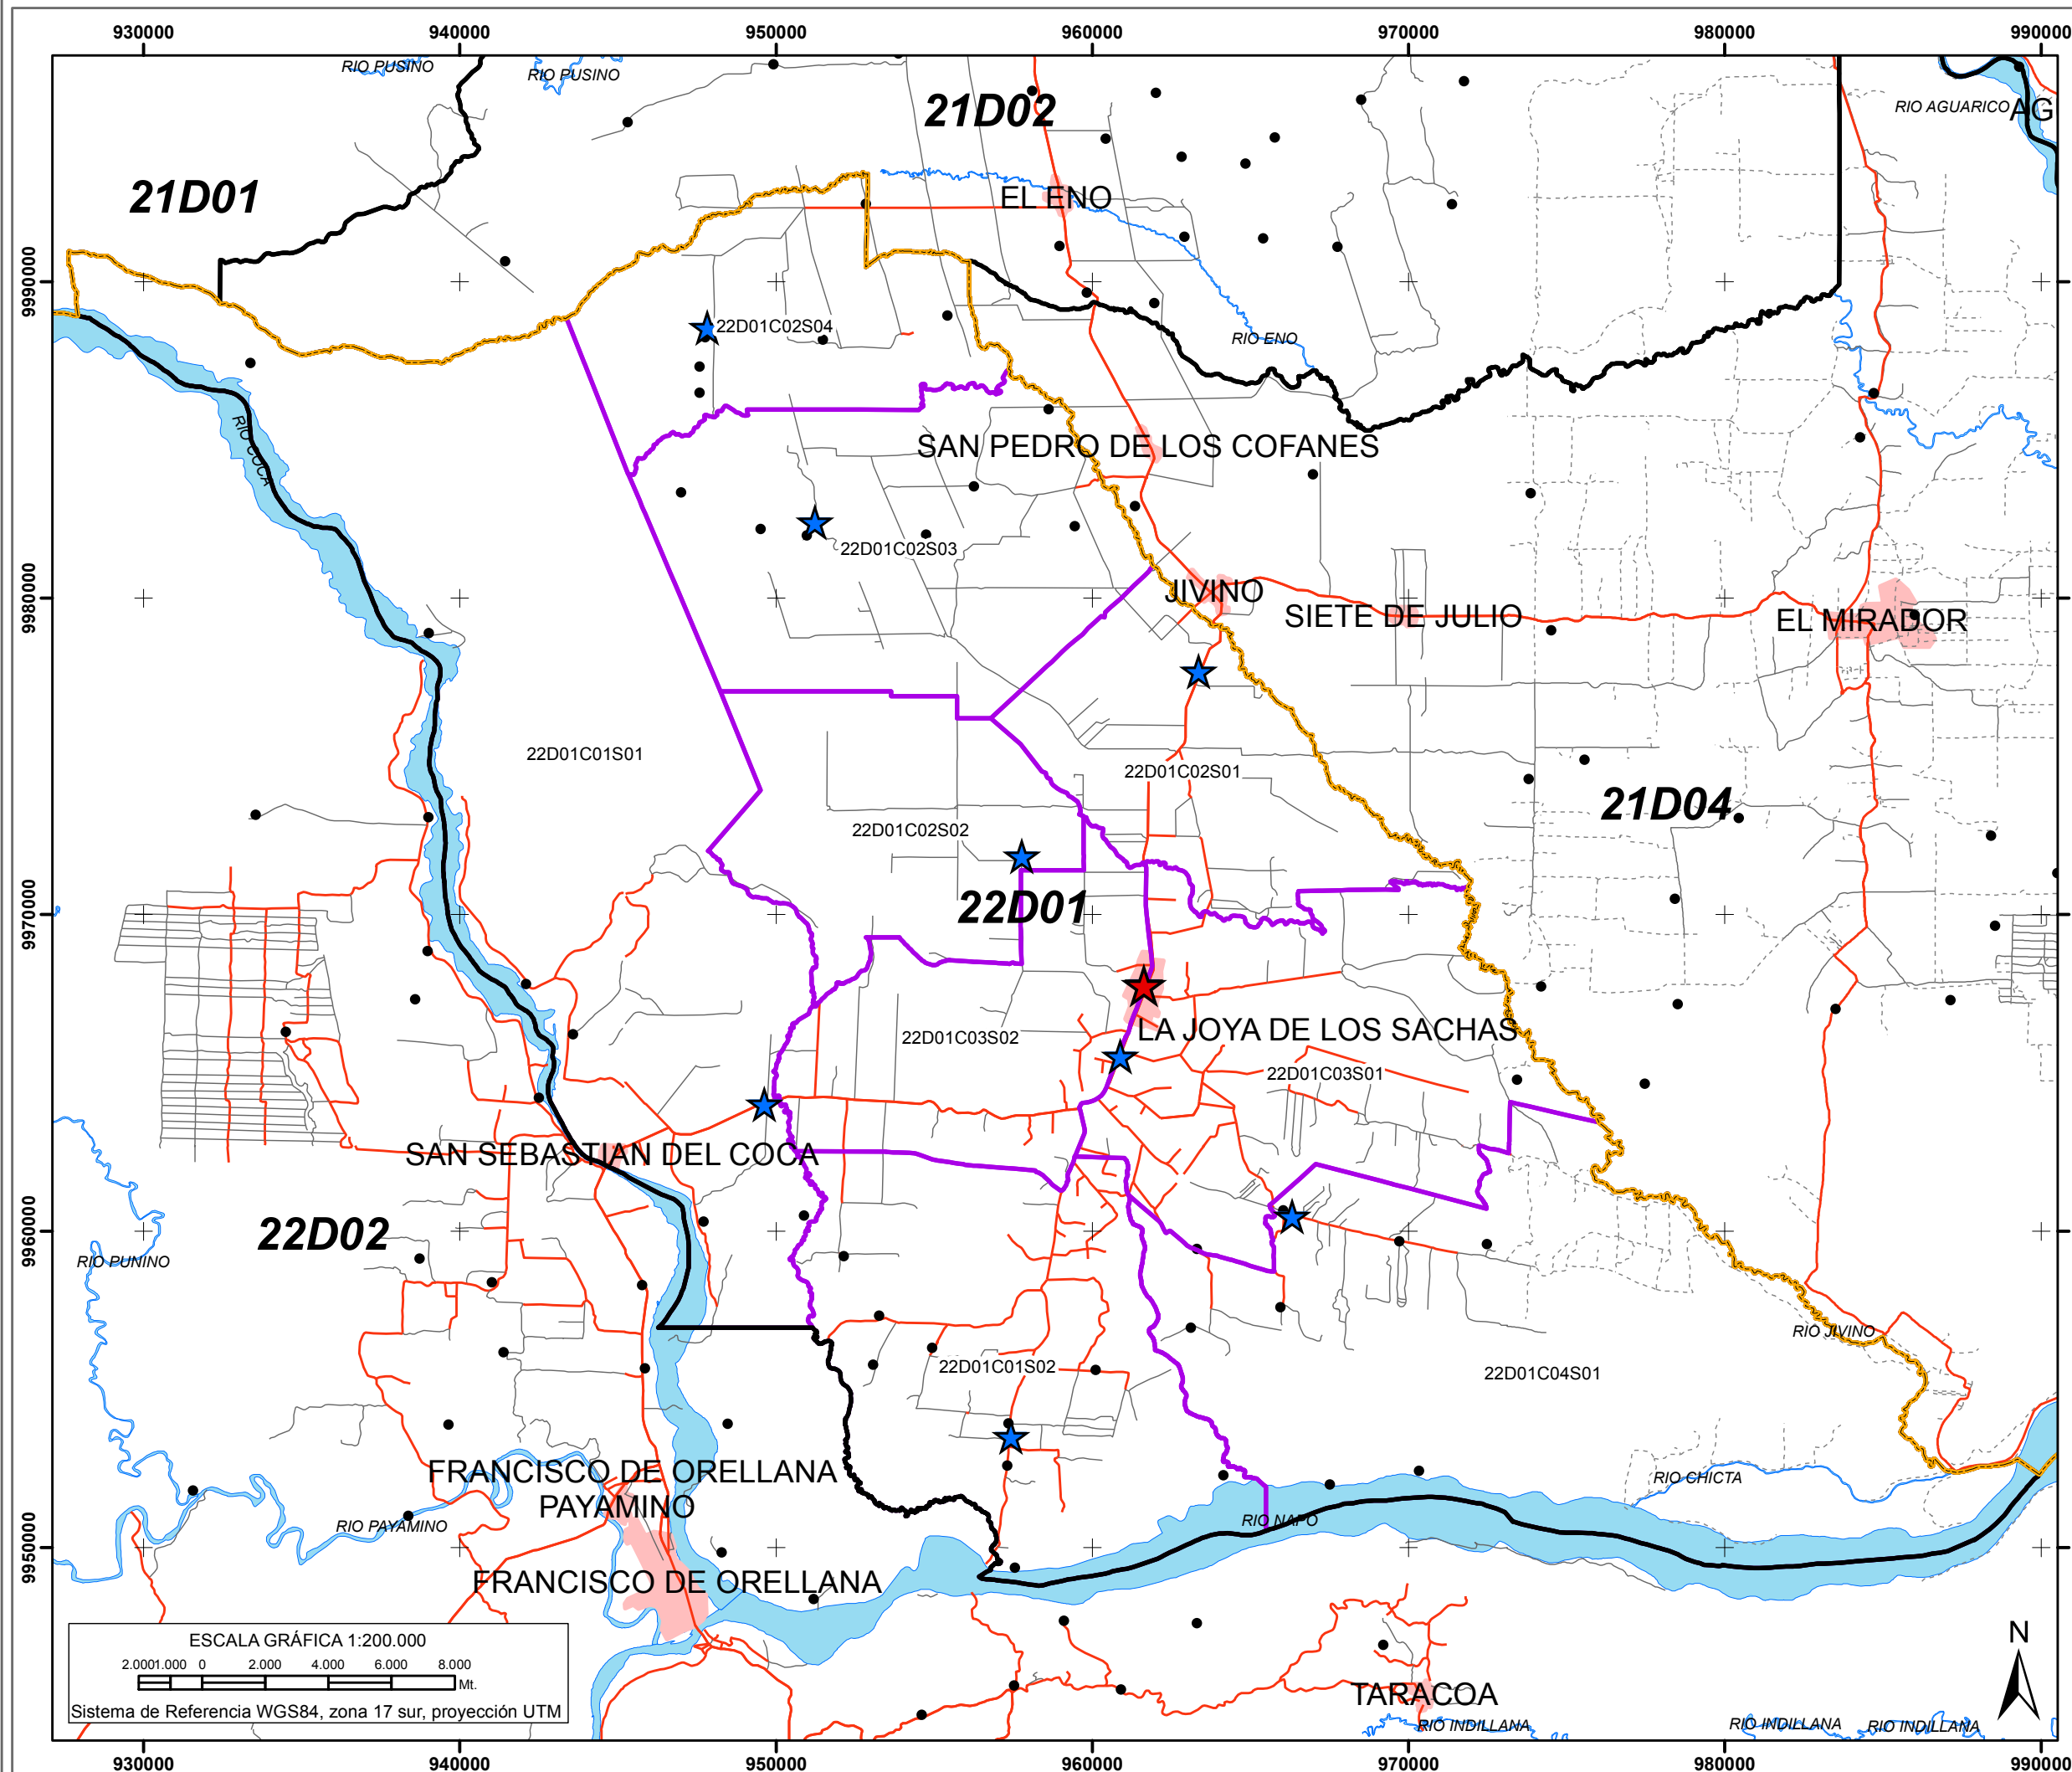 930000 940000 950000 960000 970000 980000 990000
RIO PUSINO
RIO PUSINO
21D02
RIO AGUARICO
AG
21D01
EL ENO
9990000
22D01C02S04
RIO ENO
RIO COCA
SAN PEDRO DE LOS COFANES
22D01C02S03
9980000
JIVINO
SIETE DE JULIO
EL MIRADOR
22D01C01S01
22D01C02S01
21D04
22D01C02S02
9970000
22D01
LA JOYA DE LOS SACHAS
22D01C03S02
22D01C03S01
SAN SEBASTIAN DEL COCA
9960000
22D02
RIO PUNINO
RIO JIVINO
22D01C01S02
22D01C04S01
FRANCISCO DE ORELLANA
PAYAMINO
RIO CHICTA
RIO PAYAMINO
RIO NAPO
9950000
FRANCISCO DE ORELLANA
ESCALA GRÁFICA 1:200.000
2.0001.000 0 2.000 4.000 6.000 8.000
Mt.
Sistema de Referencia WGS84, zona 17 sur, proyección UTM
N
TARACOA
RIO INDILLANA
RIO INDILLANA
RIO INDILLANA
930000 940000 950000 960000 970000 980000 990000